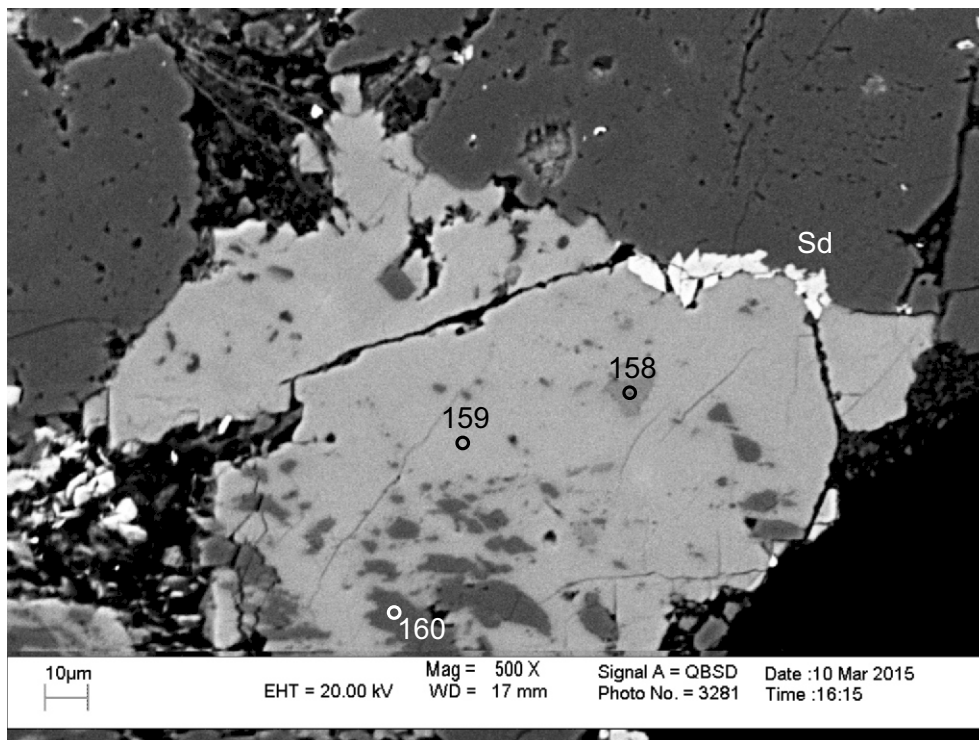 Sd
158
159
160
10µm
EHT = 20.00 kV
Mag = 500 X
WD = 17 mm
Signal A = QBSD
Photo No. = 3281
Date :10 Mar 2015
Time :16:15